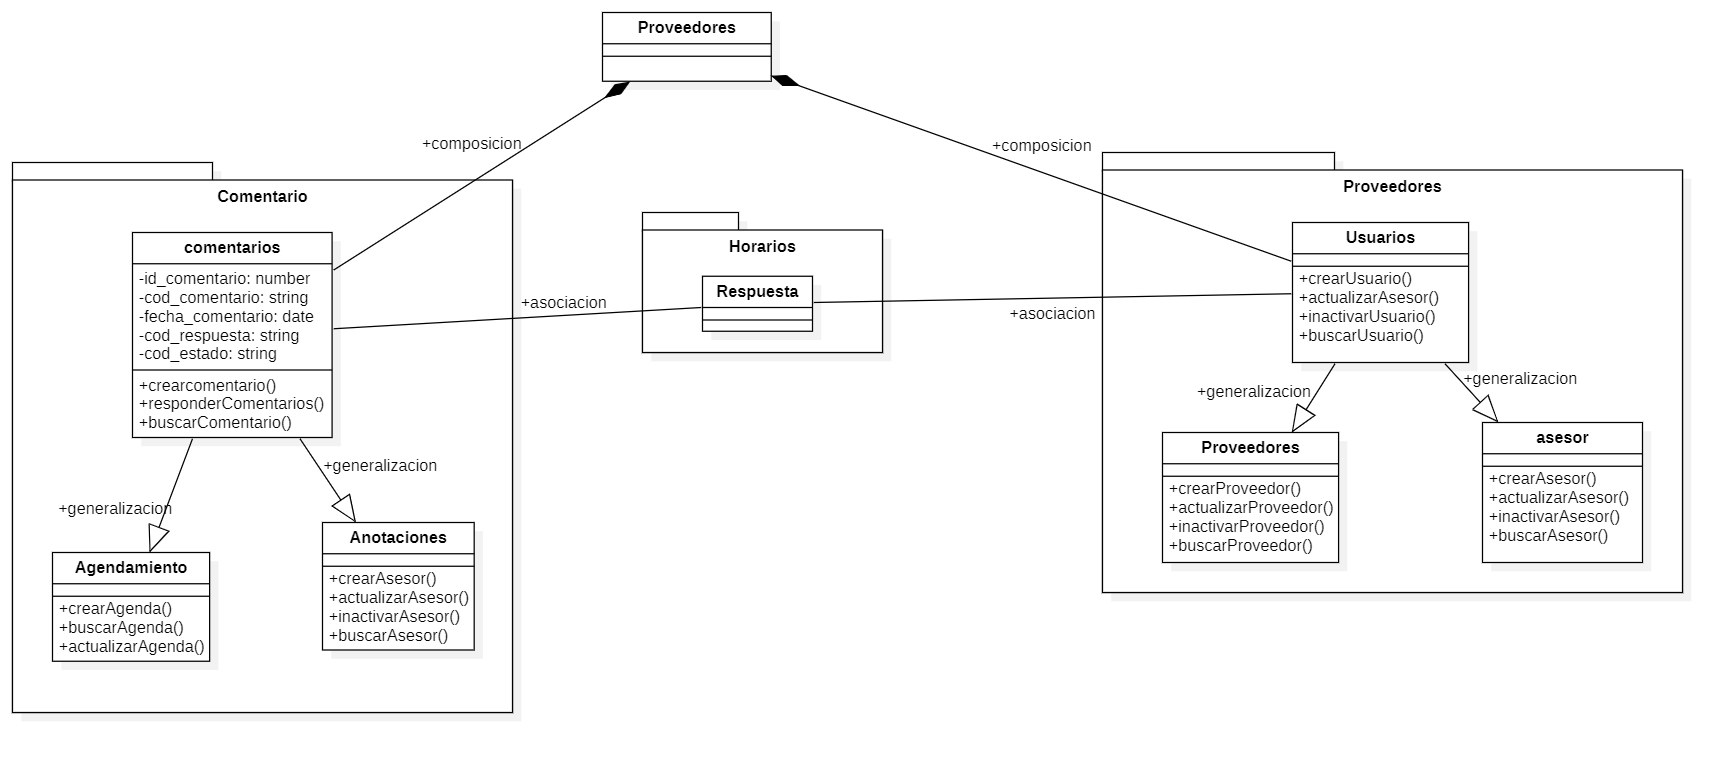 Proveedores
+composicion
+composicion
Comentario
comentarios
-id_comentario: number
-cod_comentario: string
-fecha_comentario: date
-cod_respuesta: string
-cod_estado: string
+crearcomentario()
+responderComentarios()
+buscarComentario()
+generalizacion
+generalizacion
Agendamiento
+crearAgenda()
+buscarAgenda()
+actualizarAgenda()
Anotaciones
+crearAsesor()
+actualizarAsesor()
+inactivarAsesor()
+buscarAsesor()
+asociacion
Horarios
Respuesta
+asociacion
Proveedores
Usuarios
+crearUsuario()
+actualizarAsesor()
+inactivarUsuario()
+buscarUsuario()
+generalizacion
+generalizacion
Proveedores
+crearProveedor()
+actualizarProveedor()
+inactivarProveedor()
+buscarProveedor()
asesor
+crearAsesor()
+actualizarAsesor()
+inactivarAsesor()
+buscarAsesor()